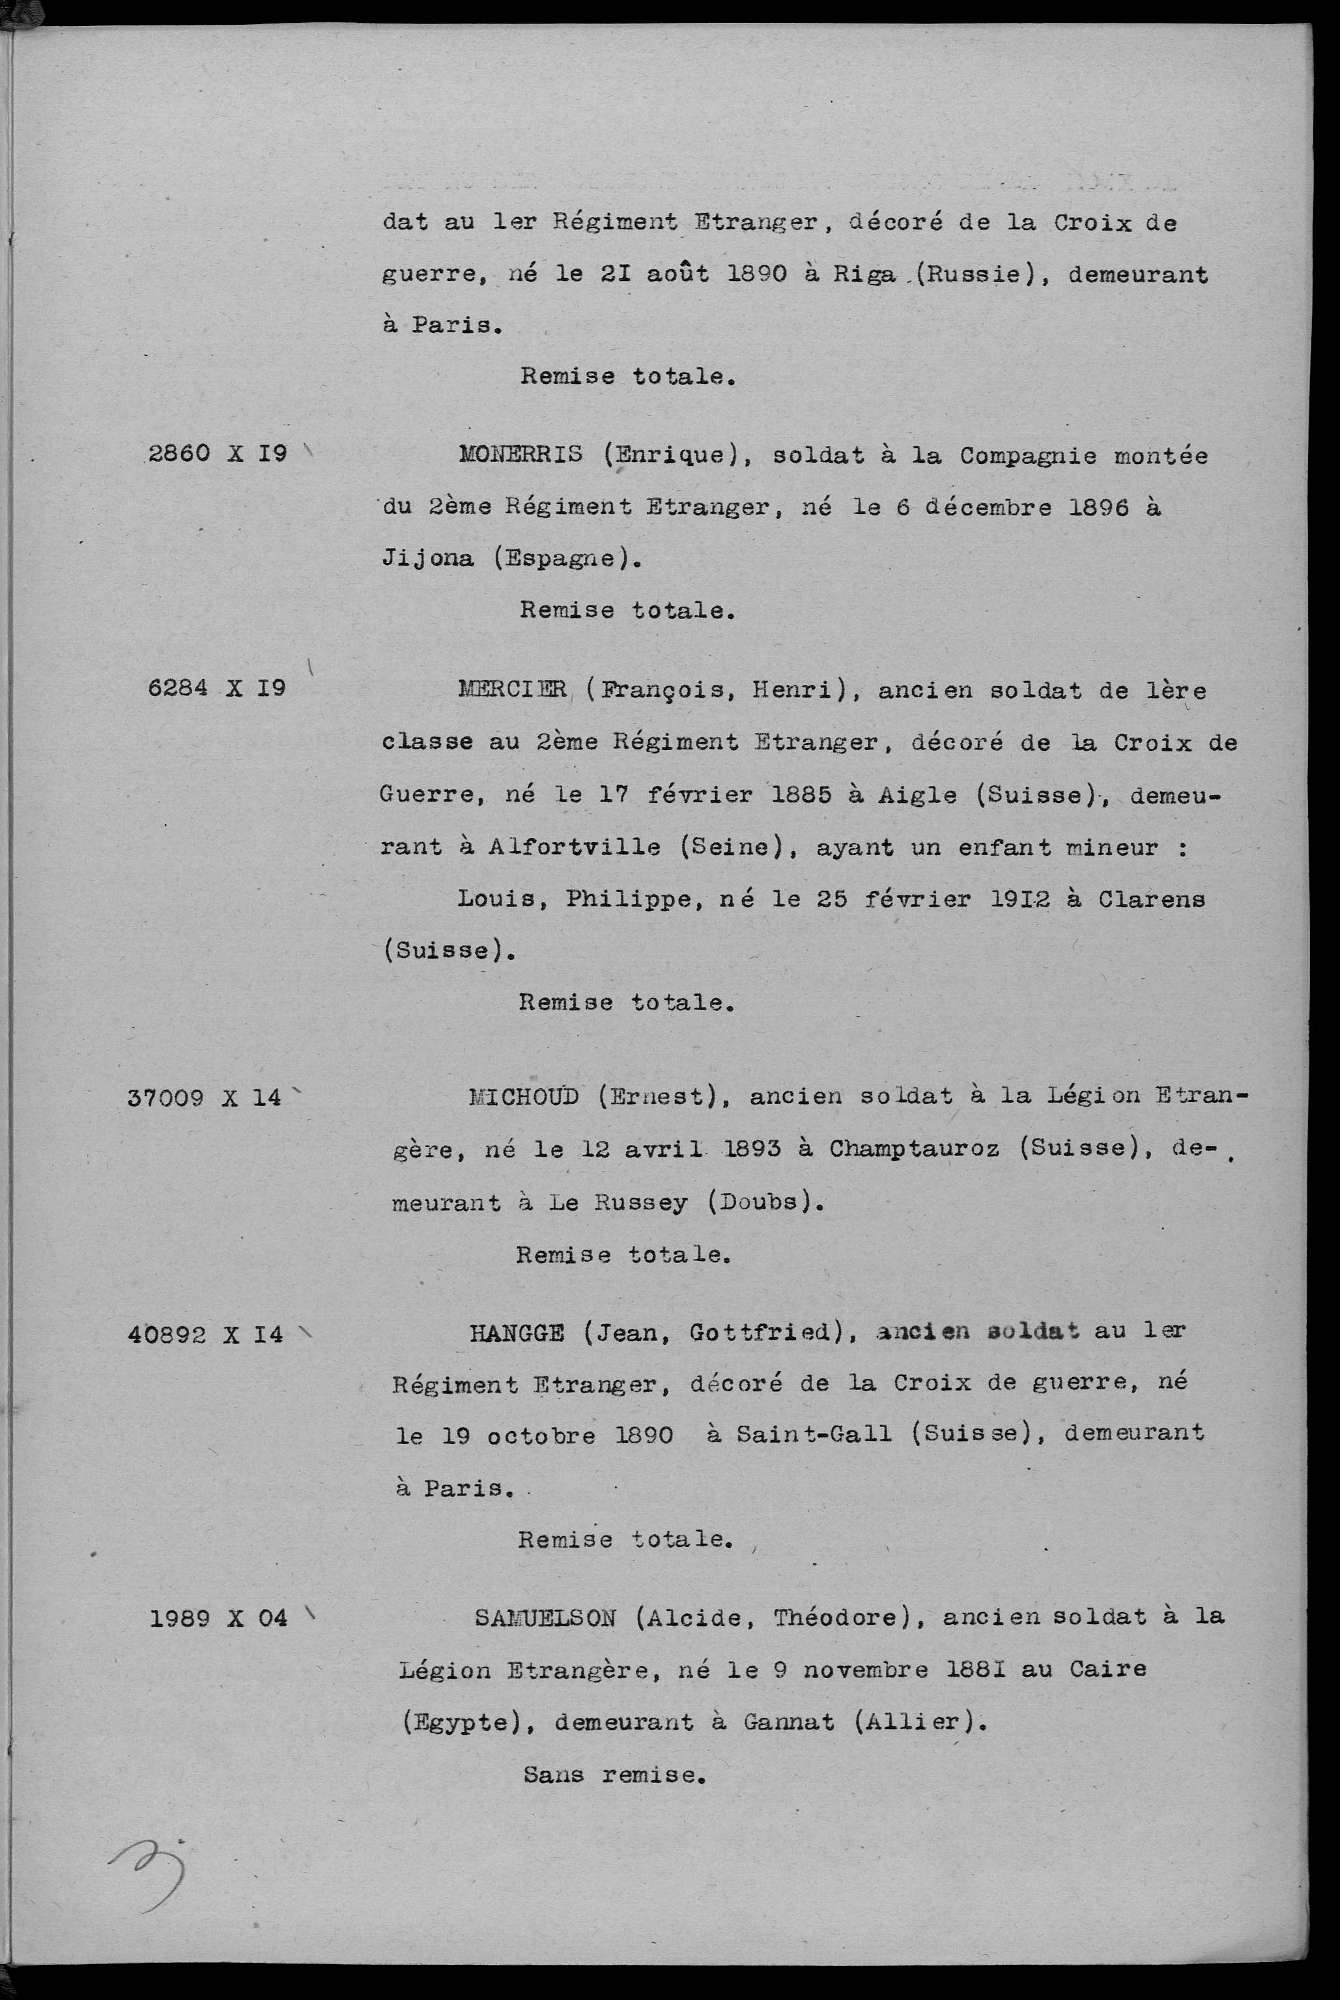 dat au 1er Régiment Etranger, décoré de la Croix de
guerre, né le 2I août 1890 à Riga (Russie), demeurant
à Paris.
Remise totale.
2860 X I9 MONERRIS (Enrique), soldat à la Compagnie montée
du 2ème Régiment Etranger, né le 6 décembre 1896 à
Jijona (Espagne).
Remise totale.
6284 X I9 MERCIER (François, Henri), ancien soldat de 1ère
classe au 2ème Régiment Etranger, décoré de la Croix de
Guerre, né le 17 février 1885 à Aigle (Suisse), demeu-
rant à Alfortville (Seine), ayant un enfant mineur :
Louis, Philippe, né le 25 février 19I2 à Clarens
(Suisse).
Remise totale.
37009 X 14 MICHOUD (Ernest), ancien soldat à la Légion Etran-
gère, né le 12 avril 1893 à Champtauroz (Suisse), de-
meurant à Le Russey (Doubs).
Remise totale.
40892 X I4 HANGGE (Jean, Gottfried), ancien soldat au 1er
Régiment Etranger, décoré de la Croix de guerre, né
le 19 octobre 1890 à Saint-Gall (Suisse), demeurant
à Paris.
Remise totale.
1989 X 04 SAMUELSON (Alcide, Théodore), ancien soldat à la
Légion Etrangère, né le 9 novembre 188I au Caire
(Egypte), demeurant à Gannat (Allier).
Sans remise.